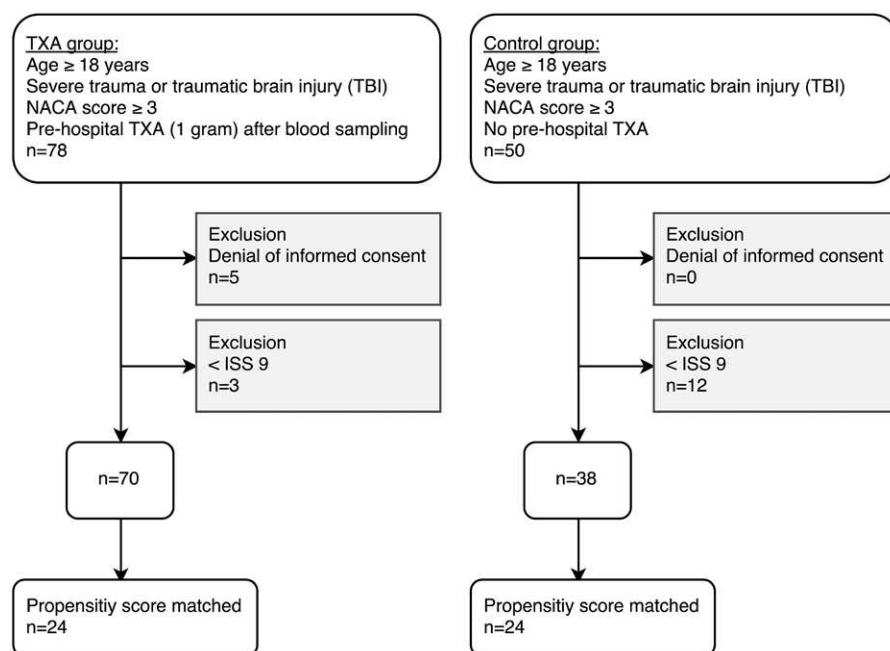 TXA group:
Age ≥ 18 years
Severe trauma or traumatic brain injury (TBI)
NACA score ≥ 3
Pre-hospital TXA (1 gram) after blood sampling
n=78
Exclusion
Denial of informed consent
n=5
Exclusion
< ISS 9
n=3
n=70
Propensitiy score matched
n=24
Control group:
Age ≥ 18 years
Severe trauma or traumatic brain injury (TBI)
NACA score ≥ 3
No pre-hospital TXA
n=50
Exclusion
Denial of informed consent
n=0
Exclusion
< ISS 9
n=12
n=38
Propensitiy score matched
n=24